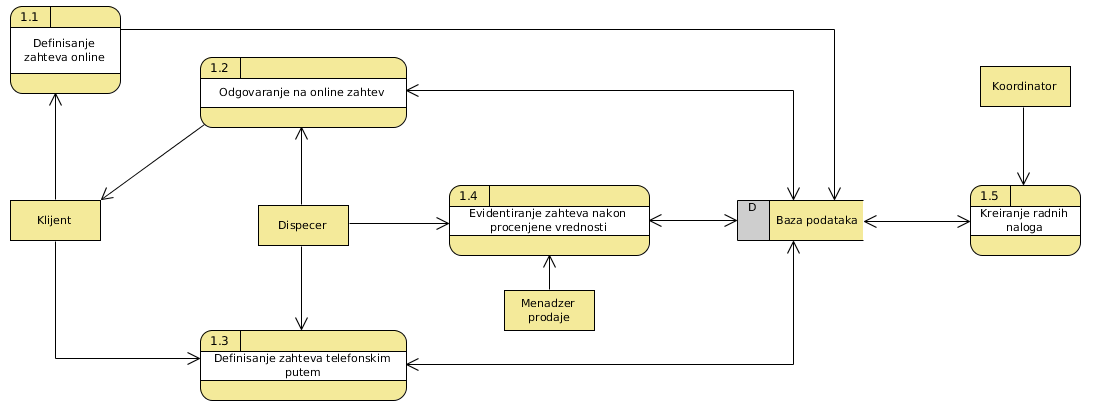 1.1
Definisanje
zahteva online
1.2
Odgovaranje na online zahtev
Koordinator
Klijent
Dispecer
1.4
Evidentiranje zahteva nakon
procenjene vrednosti
D
Baza podataka
1.5
Kreiranje radnih
naloga
Menadzer
prodaje
1.3
Definisanje zahteva telefonskim
putem